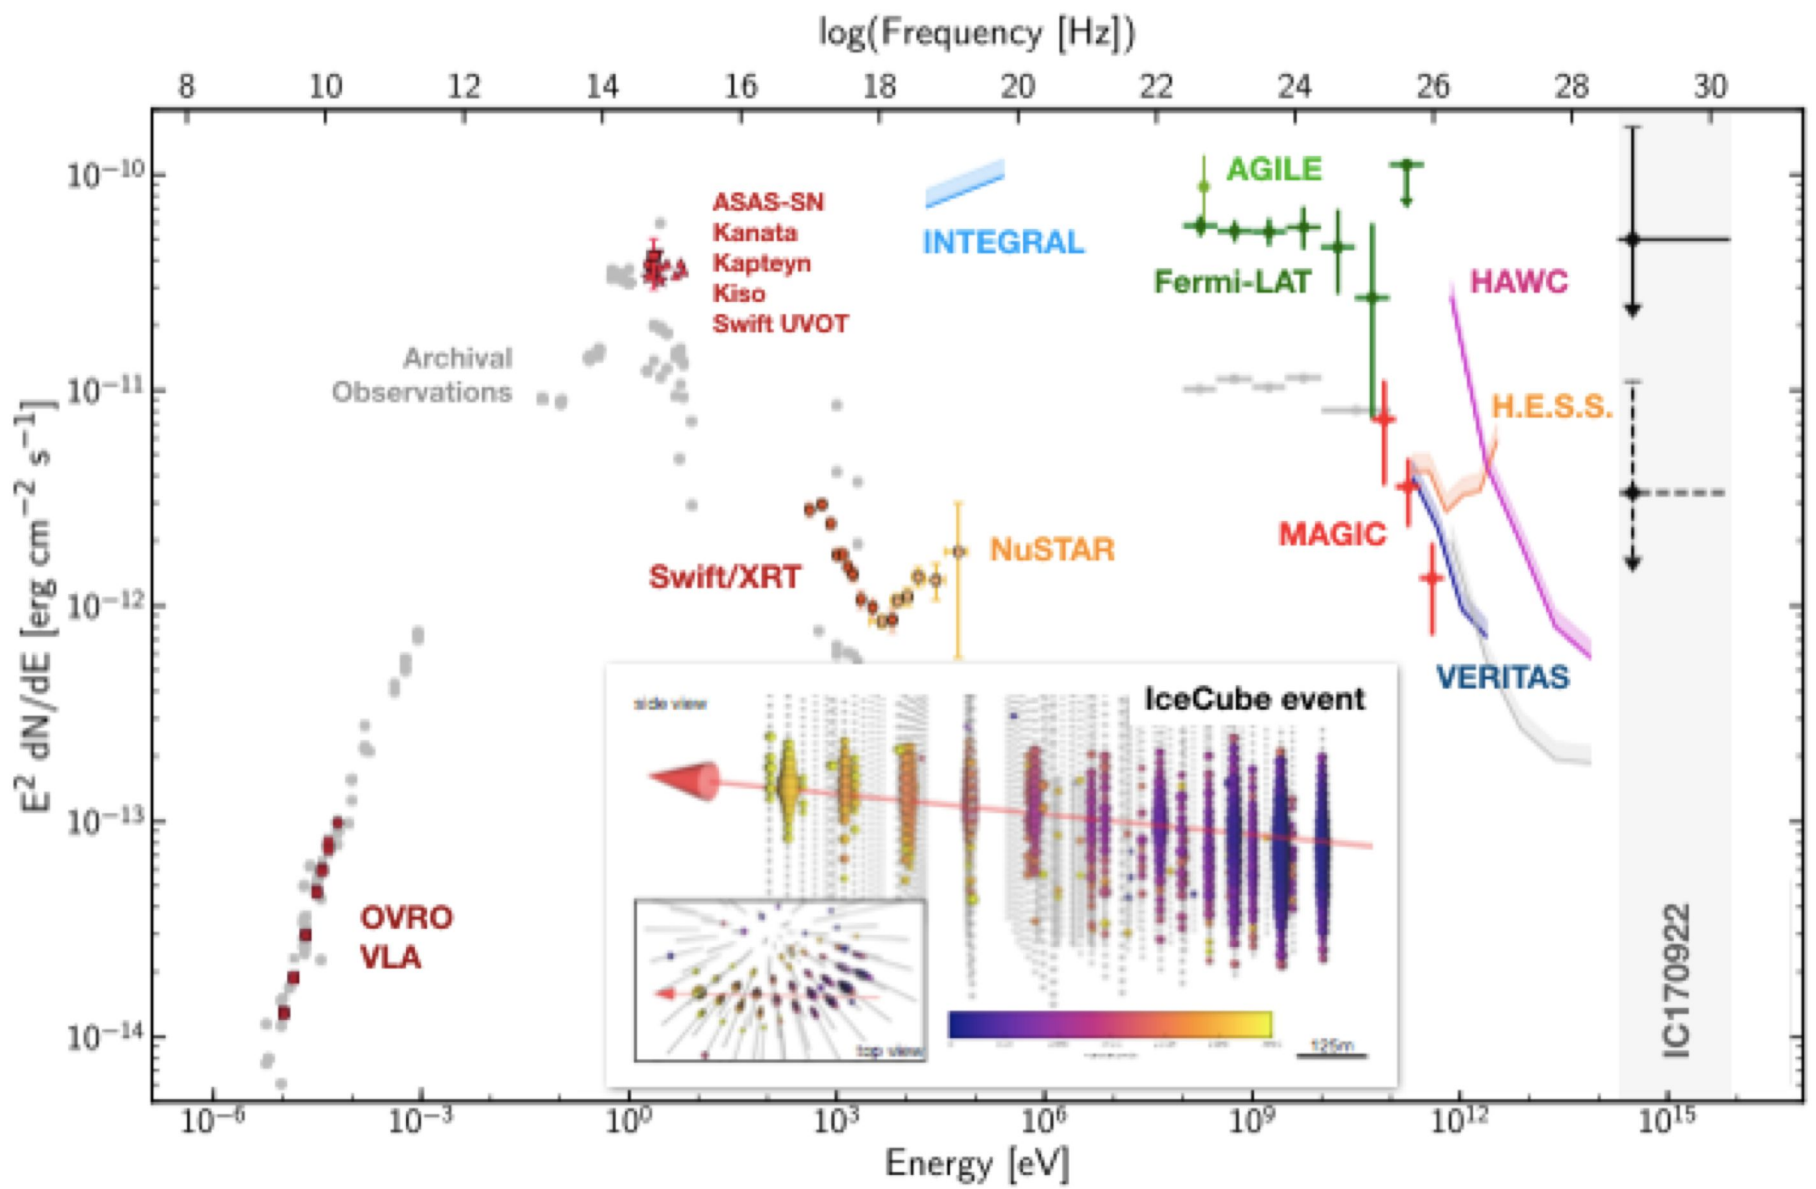 log(Frequency [Hz])
8 10 12 14 16 18 20 22 24 26 28 30
E² dN/dE [erg cm⁻² s⁻¹]
10⁻¹⁰
10⁻¹¹
10⁻¹²
10⁻¹³
10⁻¹⁴
ASAS-SN
Kanata
Kapteyn
Kiso
Swift UVOT
INTEGRAL
AGILE
Fermi-LAT
HAWC
Archival
Observations
H.E.S.S.
MAGIC
NuSTAR
Swift/XRT
VERITAS
OVRO
VLA
IC170922
IceCube event
side view
top view
125m
10⁻⁶ 10⁻³ 10⁰ 10³ 10⁶ 10⁹ 10¹² 10¹⁵
Energy [eV]